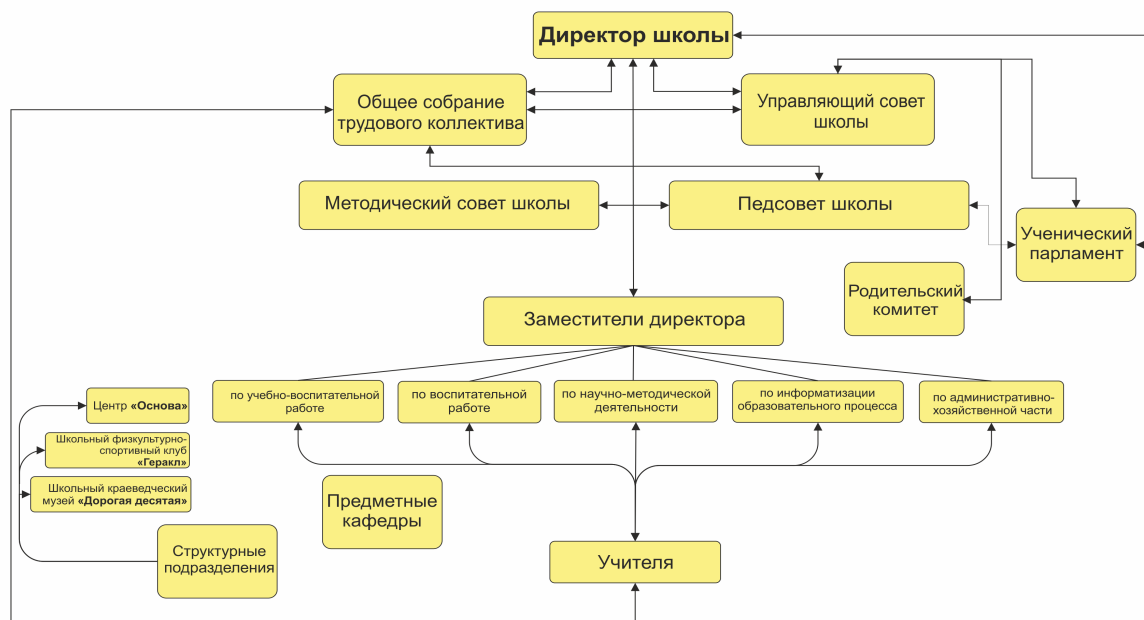 Директор школы
Общее собрание
трудового коллектива
Управляющий совет
школы
Методический совет школы
Педсовет школы
Ученический
парламент
Родительский
комитет
Заместители директора
по учебно-воспитательной
работе
по воспитательной
работе
по научно-методической
деятельности
по информатизации
образовательного процесса
по административно-
хозяйственной части
Центр «Основа»
Школьный физкультурно-
спортивный клуб
«Геракл»
Школьный краеведческий
музей «Дорогая десятая»
Предметные
кафедры
Структурные
подразделения
Учителя